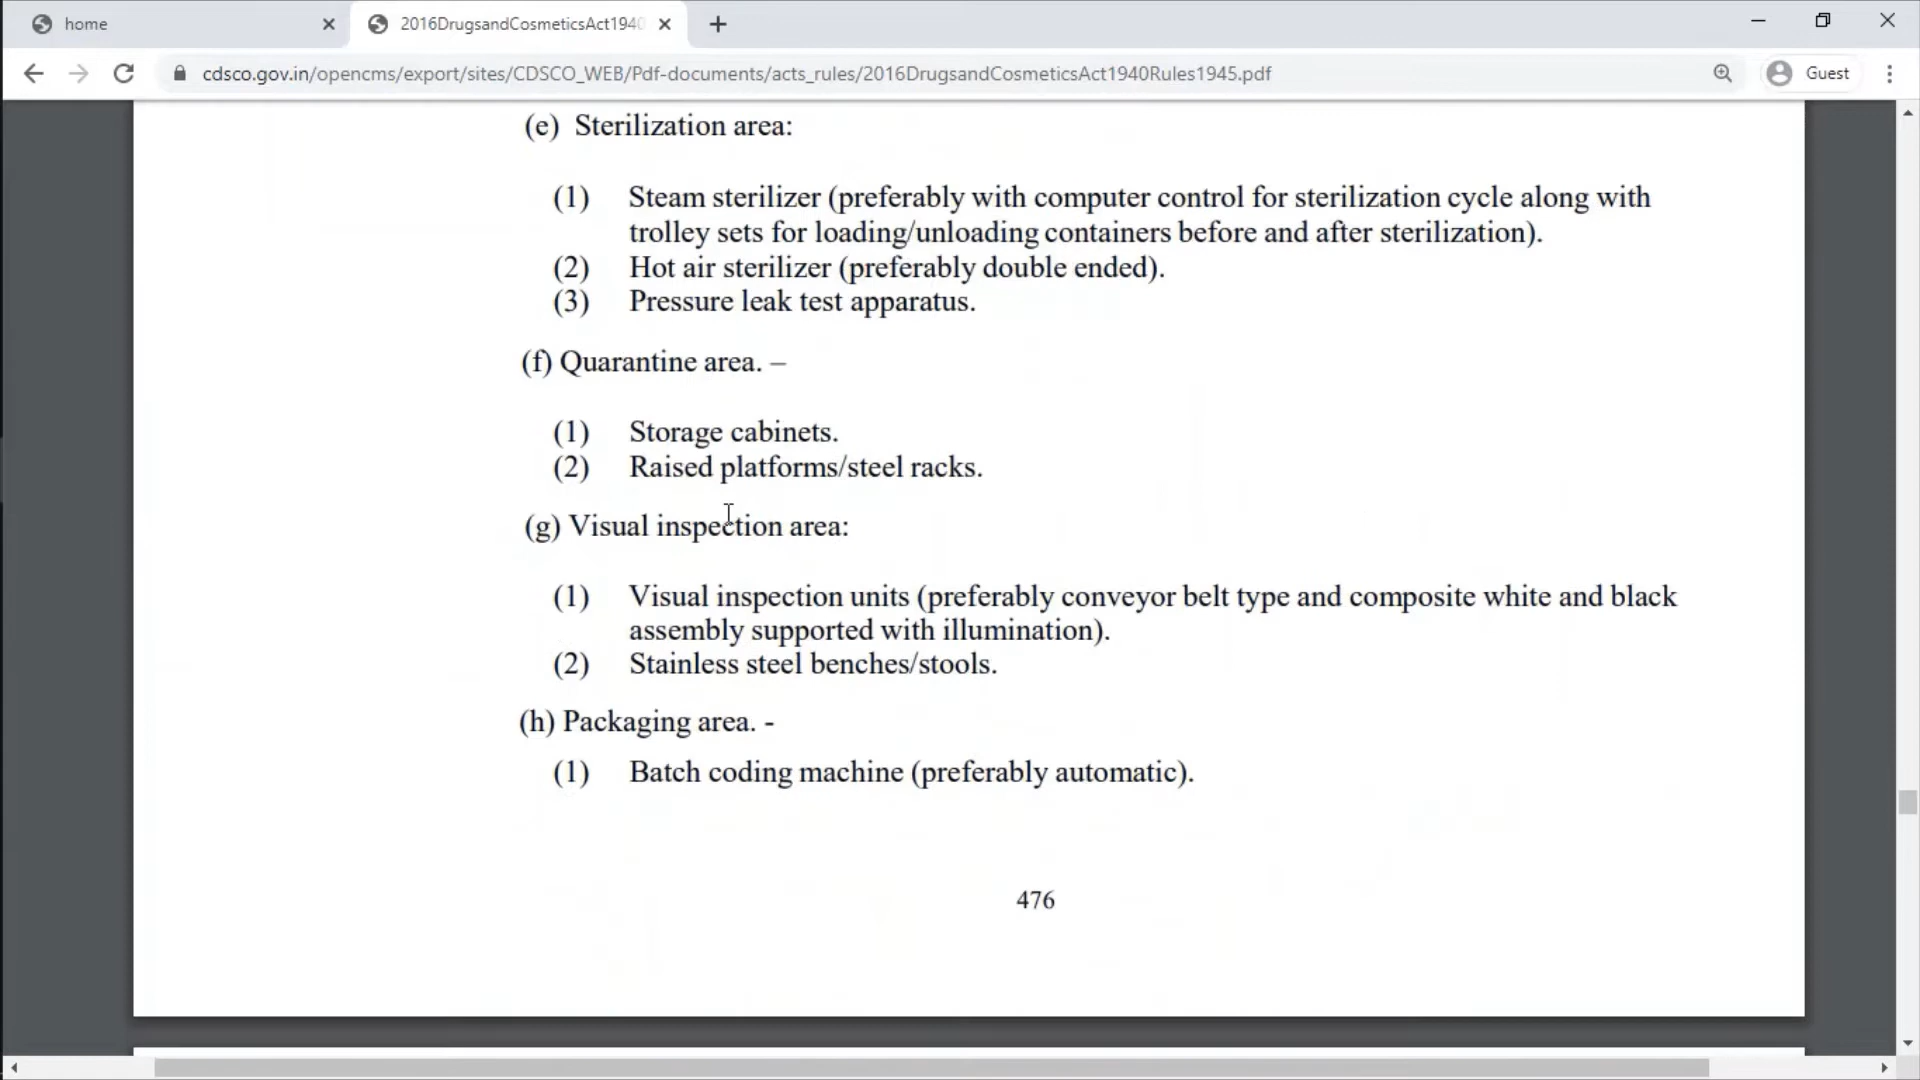 home
2016DrugsandCosmeticsAct1940
cdsco.gov.in/opencms/export/sites/CDSCO_WEB/Pdf-documents/acts_rules/2016DrugsandCosmeticsAct1940Rules1945.pdf
Guest
(e) Sterilization area:
(1) Steam sterilizer (preferably with computer control for sterilization cycle along with
trolley sets for loading/unloading containers before and after sterilization).
(2) Hot air sterilizer (preferably double ended).
(3) Pressure leak test apparatus.
(f) Quarantine area. –
(1) Storage cabinets.
(2) Raised platforms/steel racks.
(g) Visual inspection area:
(1) Visual inspection units (preferably conveyor belt type and composite white and black
assembly supported with illumination).
(2) Stainless steel benches/stools.
(h) Packaging area. -
(1) Batch coding machine (preferably automatic).
476